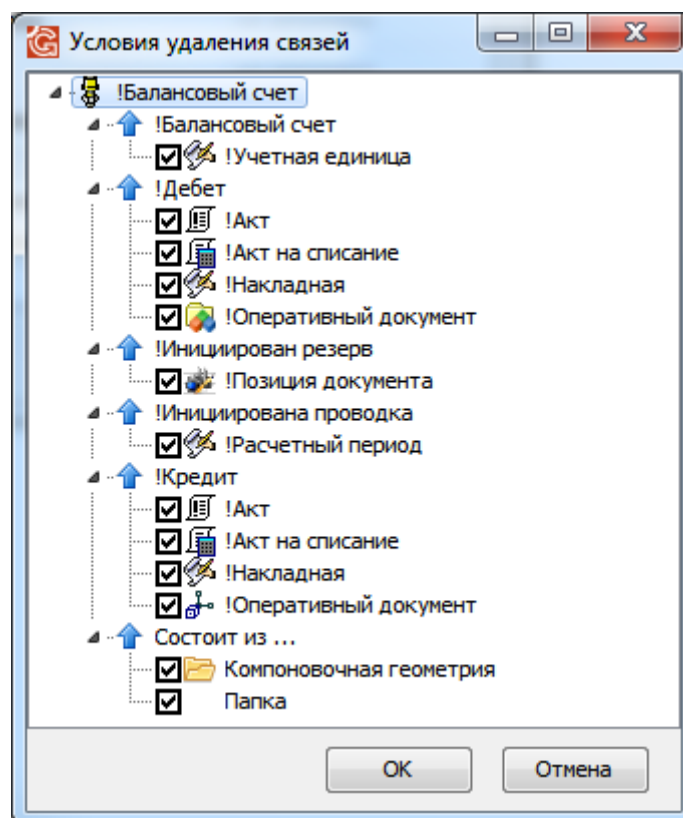 Условия удаления связей
!Балансовый счет
!Балансовый счет
!Учетная единица
!Дебет
!Акт
!Акт на списание
!Накладная
!Оперативный документ
!Инициирован резерв
!Позиция документа
!Инициирована проводка
!Расчетный период
!Кредит
!Акт
!Акт на списание
!Накладная
!Оперативный документ
Состоит из ...
Компоновочная геометрия
Папка
ОК Отмена